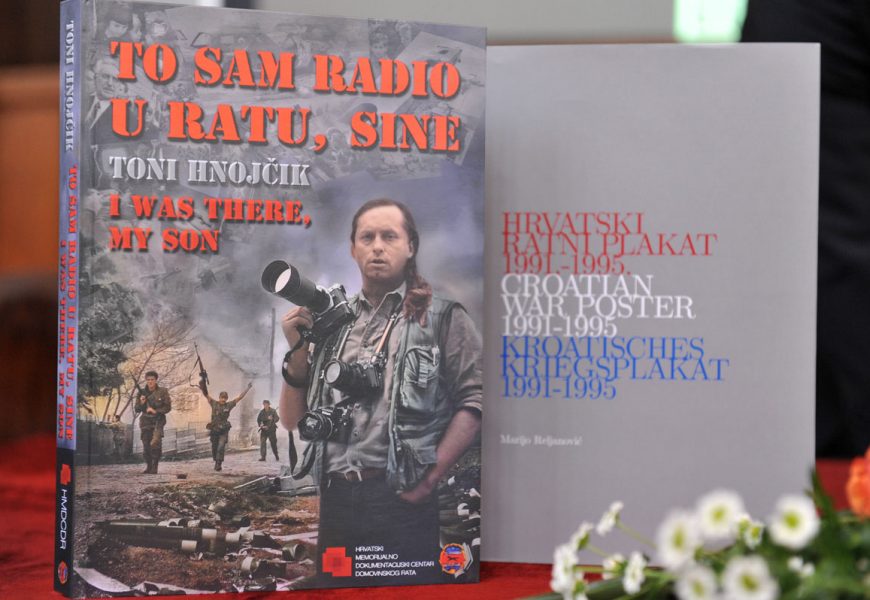 TONI HNOJČIK
TO SAM RADIO U RATU, SINE
I WAS THERE, MY SON
HMDCDR
TO SAM RADIO
U RATU, SINE
TONI HNOJČIK
I WAS THERE,
MY SON
HRVATSKI
MEMORIJALNO
DOKUMENTACIJSKI CENTAR
DOMOVINSKOG RATA
HRVATSKI
RATNI PLAKAT
1991.-1995.
CROATIAN
WAR POSTER
1991-1995
KROATISCHES
KRIEGSPLAKAT
1991-1995
Marijo Reljanović